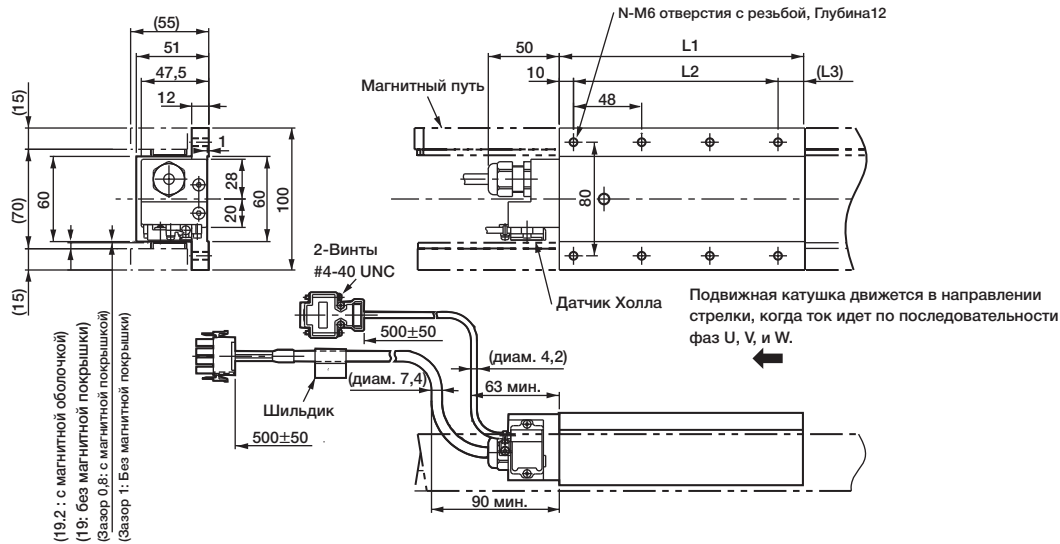 (55)
51
47,5
12
(15)
1
60
(70)
28
20
60
100
(15)
(19.2 : с магнитной оболочкой)
(19: без магнитной покрышки)
(Зазор 0,8: с магнитной покрышкой)
(Зазор 1: Без магнитной покрышки)
N-M6 отверстия с резьбой, Глубина12
50
L1
10
L2
(L3)
Магнитный путь
48
80
2-Винты
#4-40 UNC
Датчик Холла
Подвижная катушка движется в направлении
стрелки, когда ток идет по последовательности
фаз U, V, и W.
500±50
(диам. 4,2)
(диам. 7,4)
63 мин.
Шильдик
500±50
90 мин.